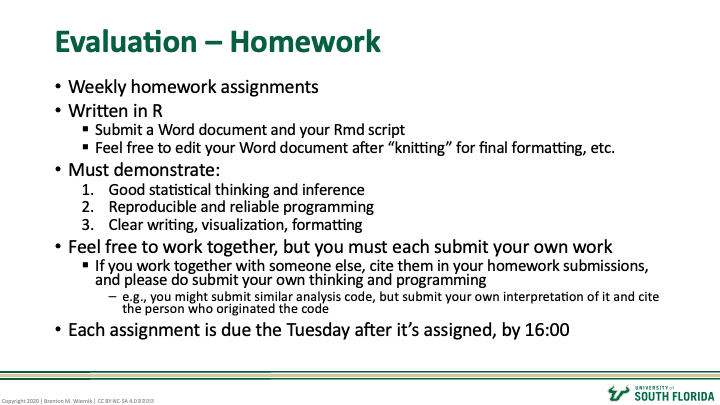 Evaluation – Homework
• Weekly homework assignments
• Written in R
▪ Submit a Word document and your Rmd script
▪ Feel free to edit your Word document after “knitting” for final formatting, etc.
• Must demonstrate:
1. Good statistical thinking and inference
2. Reproducible and reliable programming
3. Clear writing, visualization, formatting
• Feel free to work together, but you must each submit your own work
▪ If you work together with someone else, cite them in your homework submissions,
and please do submit your own thinking and programming
– e.g., you might submit similar analysis code, but submit your own interpretation of it and cite
the person who originated the code
• Each assignment is due the Tuesday after it’s assigned, by 16:00
Copyright 2020 | Brenton M. Wiernik | CC BY-NC-SA 4.0
UNIVERSITY of
SOUTH FLORIDA